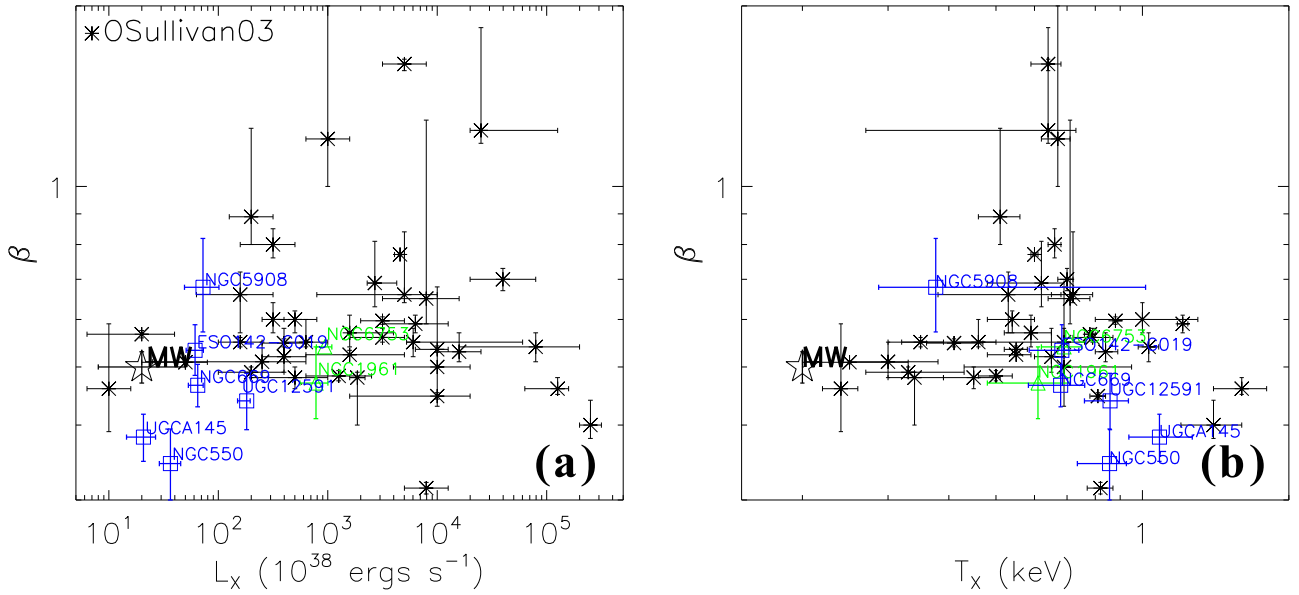 OSullivan03
1
β
NGC5908
NGC6753
ESO142-G019
MW
NGC1961
NGC669
UGC12591
UGCA145
NGC550
(a)
10^1 10^2 10^3 10^4 10^5
L_X (10^38 ergs s^-1)
1
β
NGC5908
NGC6753
ESO142-G019
MW
NGC1961
NGC669
UGC12591
UGCA145
NGC550
(b)
1
T_X (keV)